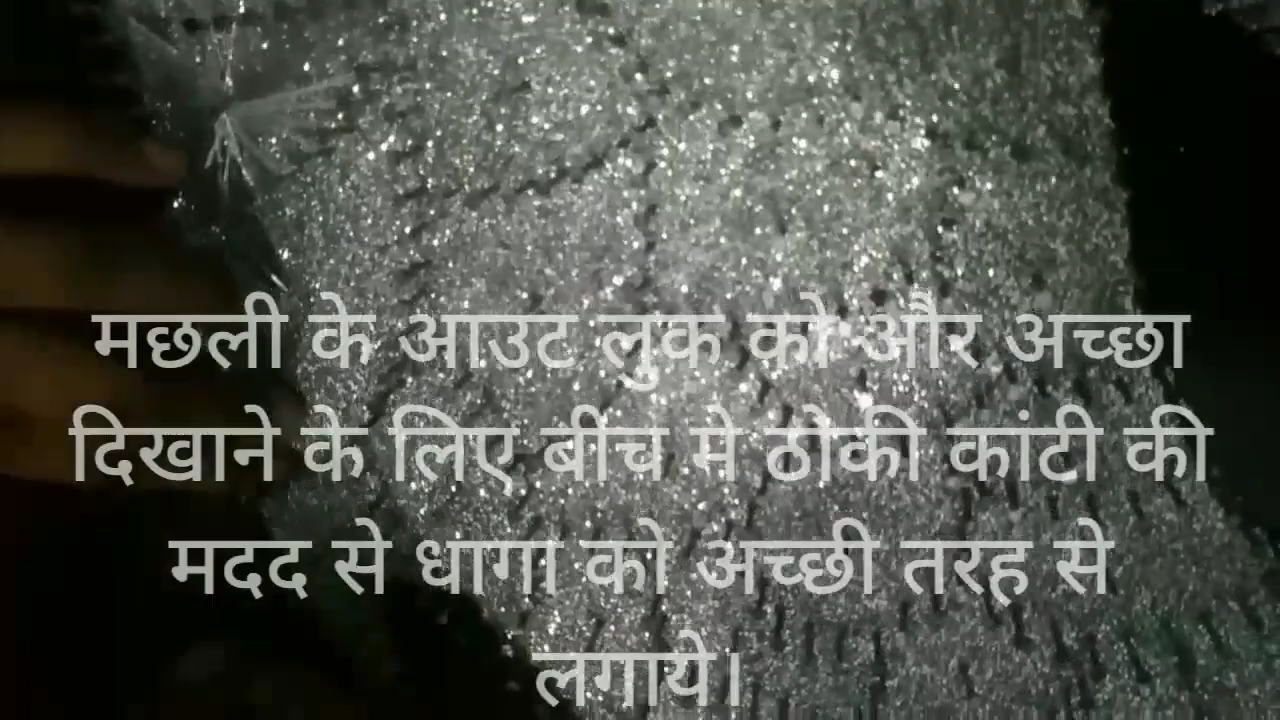 मछली के आउट लुक को और अच्छा
दिखाने के लिए बीच मे ठोकी कांटी की
मदद से धागा को अच्छी तरह से
लगाये।